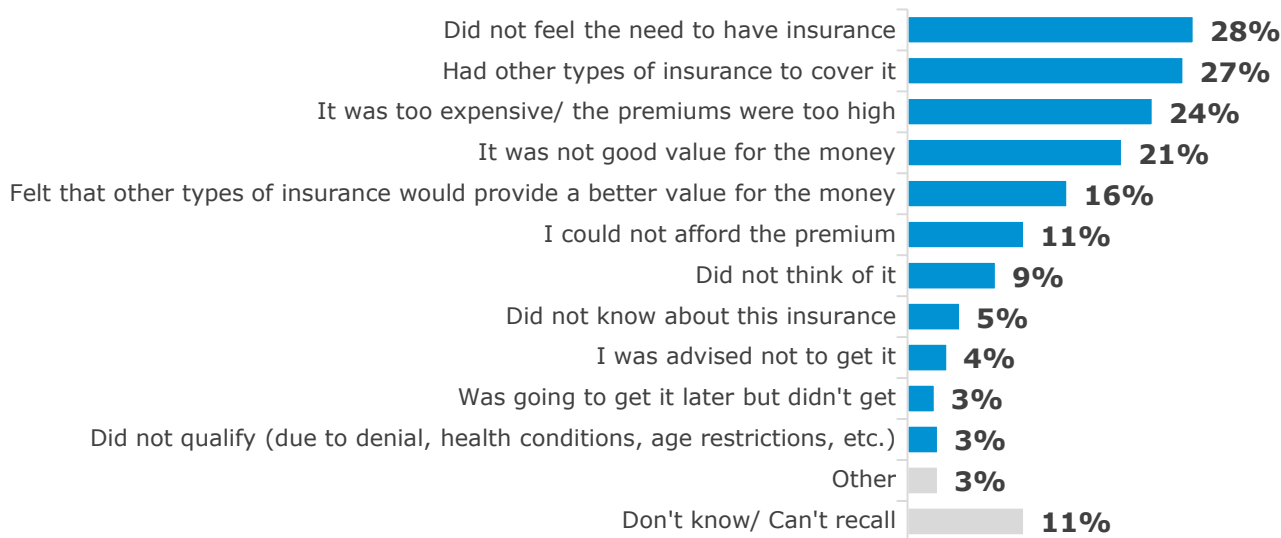 Did not feel the need to have insurance 28%
Had other types of insurance to cover it 27%
It was too expensive/ the premiums were too high 24%
It was not good value for the money 21%
Felt that other types of insurance would provide a better value for the money 16%
I could not afford the premium 11%
Did not think of it 9%
Did not know about this insurance 5%
I was advised not to get it 4%
Was going to get it later but didn't get 3%
Did not qualify (due to denial, health conditions, age restrictions, etc.) 3%
Other 3%
Don't know/ Can't recall 11%